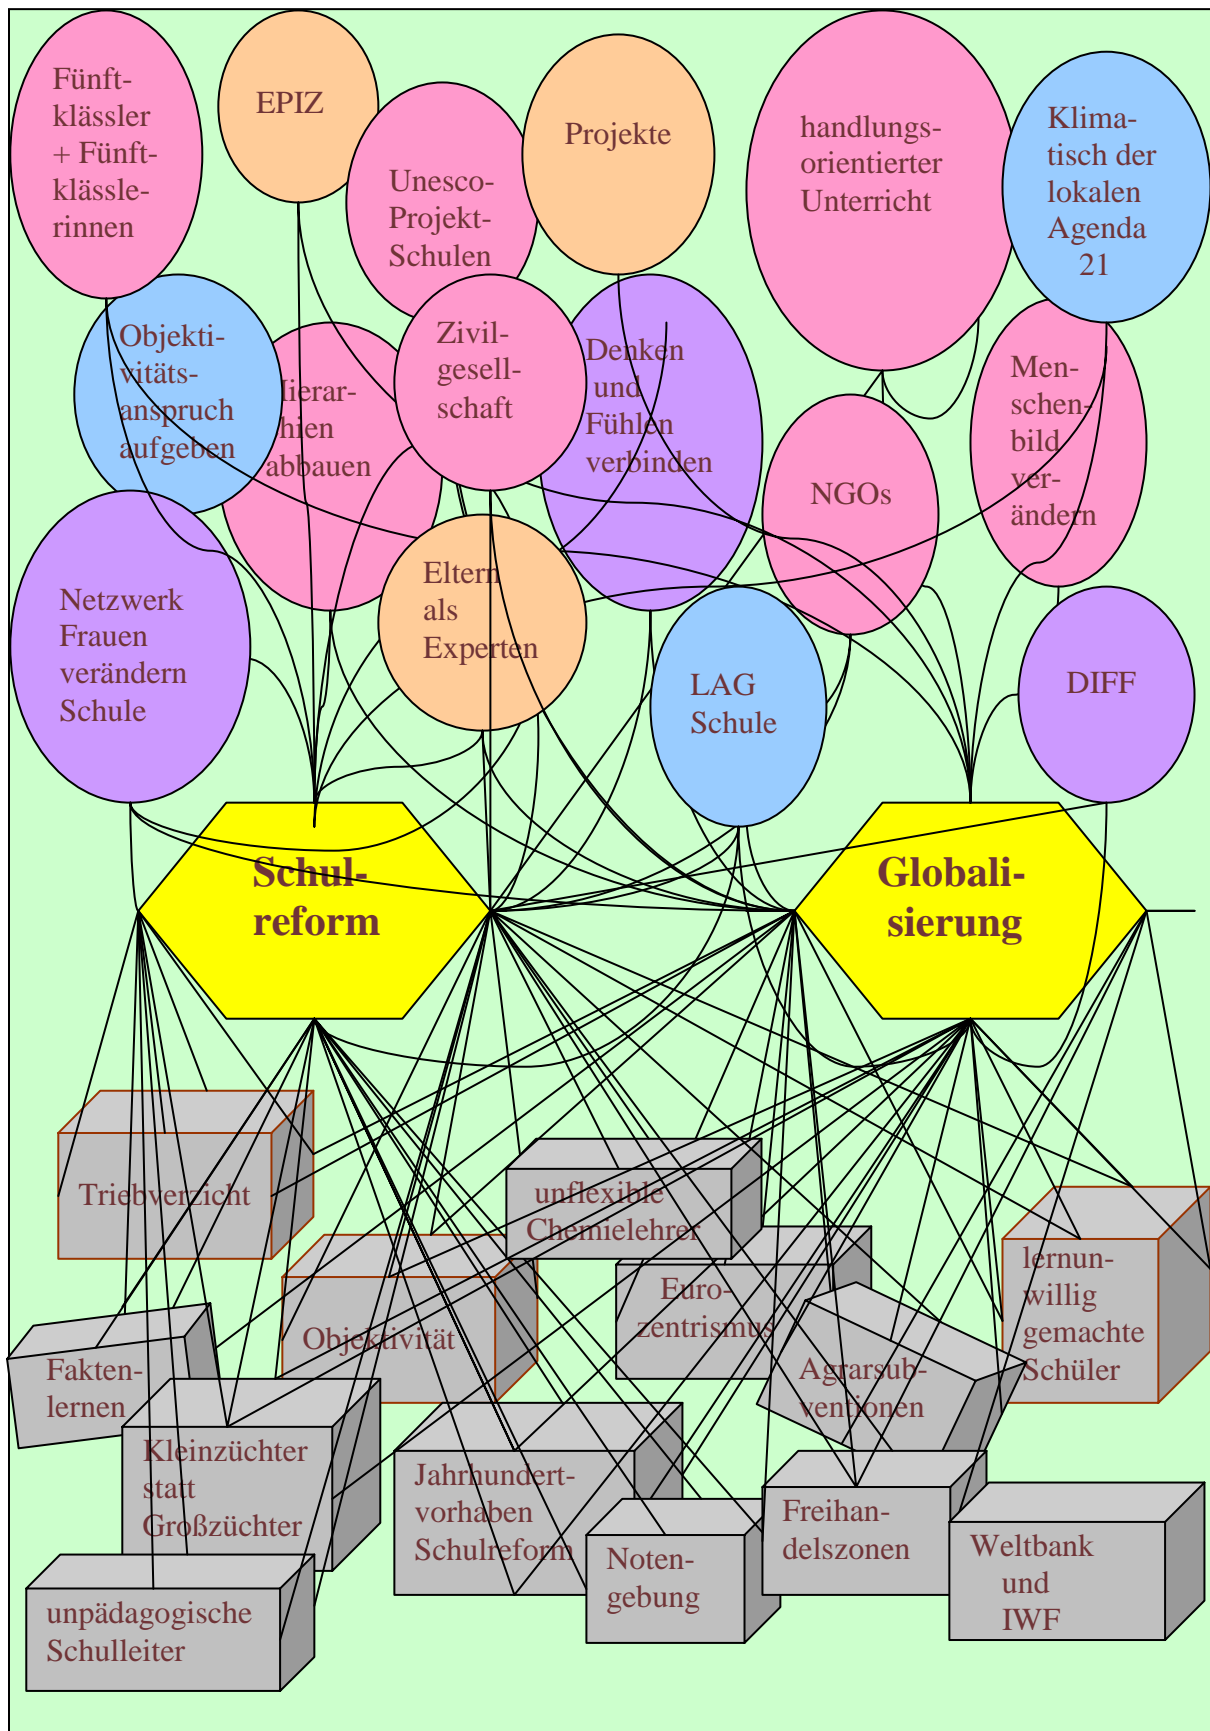 Fünft-
klässler
+ Fünft-
klässle-
rinnen
EPIZ
Unesco-
Projekt-
Schulen
Projekte
handlungs-
orientierter
Unterricht
Klima-
tisch der
lokalen
Agenda
21
Objekti-
vitäts-
anspruch
aufgeben
abbauen
Zivil-
gesell-
schaft
Denken
und
Fühlen
verbinden
NGOs
Men-
schen-
bild
ver-
ändern
Netzwerk
Frauen
verändern
Schule
Eltern
als
Experten
LAG
Schule
DIFF
Schul-
reform
Globali-
sierung
Triebverzicht
unflexible
Chemielehrer
Objektivität
Euro-
zentrismus
lernun-
willig
gemachte
Schüler
Fakten-
lernen
Agrarsub-
ventionen
Kleinzüchter
statt
Großzüchter
Jahrhundert-
vorhaben
Schulreform
Noten-
gebung
Freihan-
delszonen
Weltbank
und
IWF
unpädagogische
Schulleiter